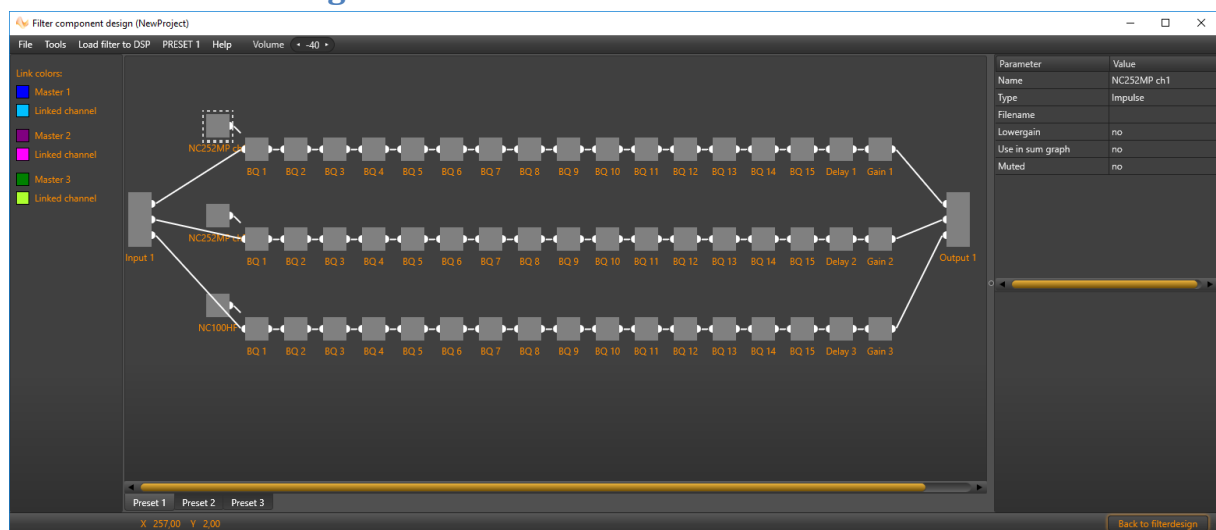 Filter component design (NewProject)
File Tools Load filter to DSP PRESET 1 Help Volume -40
Link colors:
Master 1
Linked channel
Master 2
Linked channel
Master 3
Linked channel
NC252MP ch
BQ 1 BQ 2 BQ 3 BQ 4 BQ 5 BQ 6 BQ 7 BQ 8 BQ 9 BQ 10 BQ 11 BQ 12 BQ 13 BQ 14 BQ 15 Delay 1 Gain 1
NC252MP ch
Input 1
BQ 1 BQ 2 BQ 3 BQ 4 BQ 5 BQ 6 BQ 7 BQ 8 BQ 9 BQ 10 BQ 11 BQ 12 BQ 13 BQ 14 BQ 15 Delay 2 Gain 2
Output 1
NC100HF
BQ 1 BQ 2 BQ 3 BQ 4 BQ 5 BQ 6 BQ 7 BQ 8 BQ 9 BQ 10 BQ 11 BQ 12 BQ 13 BQ 14 BQ 15 Delay 3 Gain 3
Parameter Value
Name NC252MP ch1
Type Impulse
Filename
Lowergain no
Use in sum graph no
Muted no
Preset 1 Preset 2 Preset 3
X 257,00 Y 2,00
Back to filterdesign